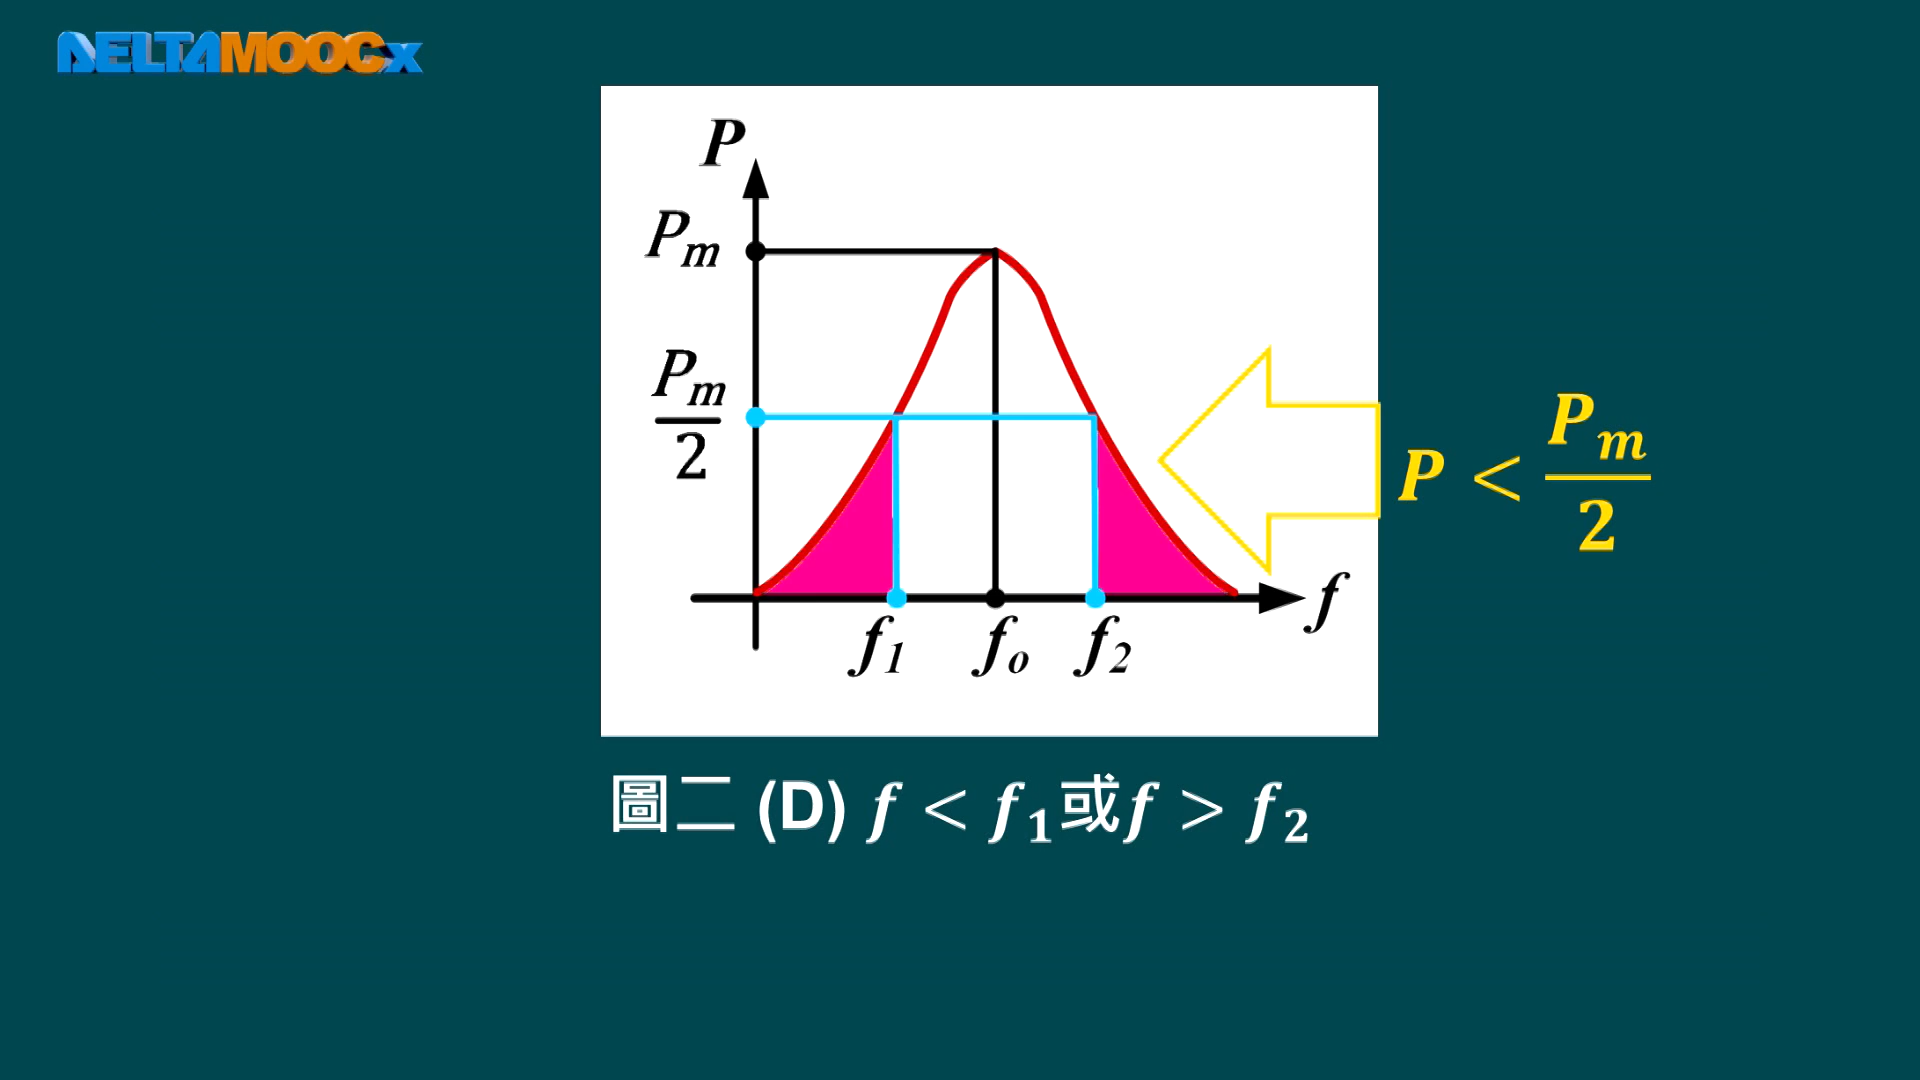 DELTAMOOCx
P
Pₘ
Pₘ/2
f₁ fₒ f₂ f
P < Pₘ/2
圖二 (D) f < f₁或f > f₂